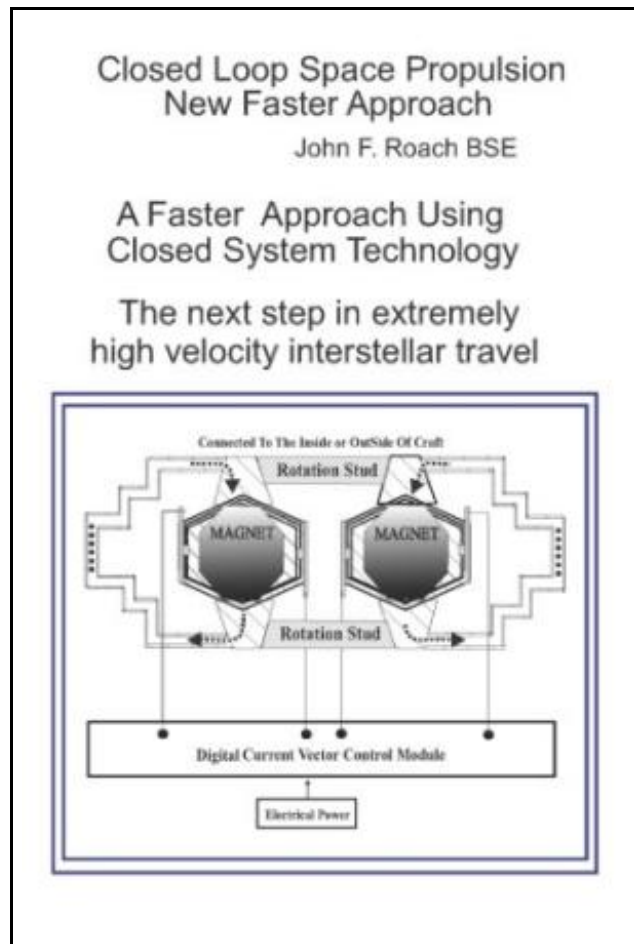 Closed Loop Space Propulsion
New Faster Approach
John F. Roach BSE
A Faster Approach Using
Closed System Technology
The next step in extremely
high velocity interstellar travel
Connected To The Inside or OutSide Of Craft
Rotation Stud
MAGNET
MAGNET
Rotation Stud
Digital Current Vector Control Module
Electrical Power